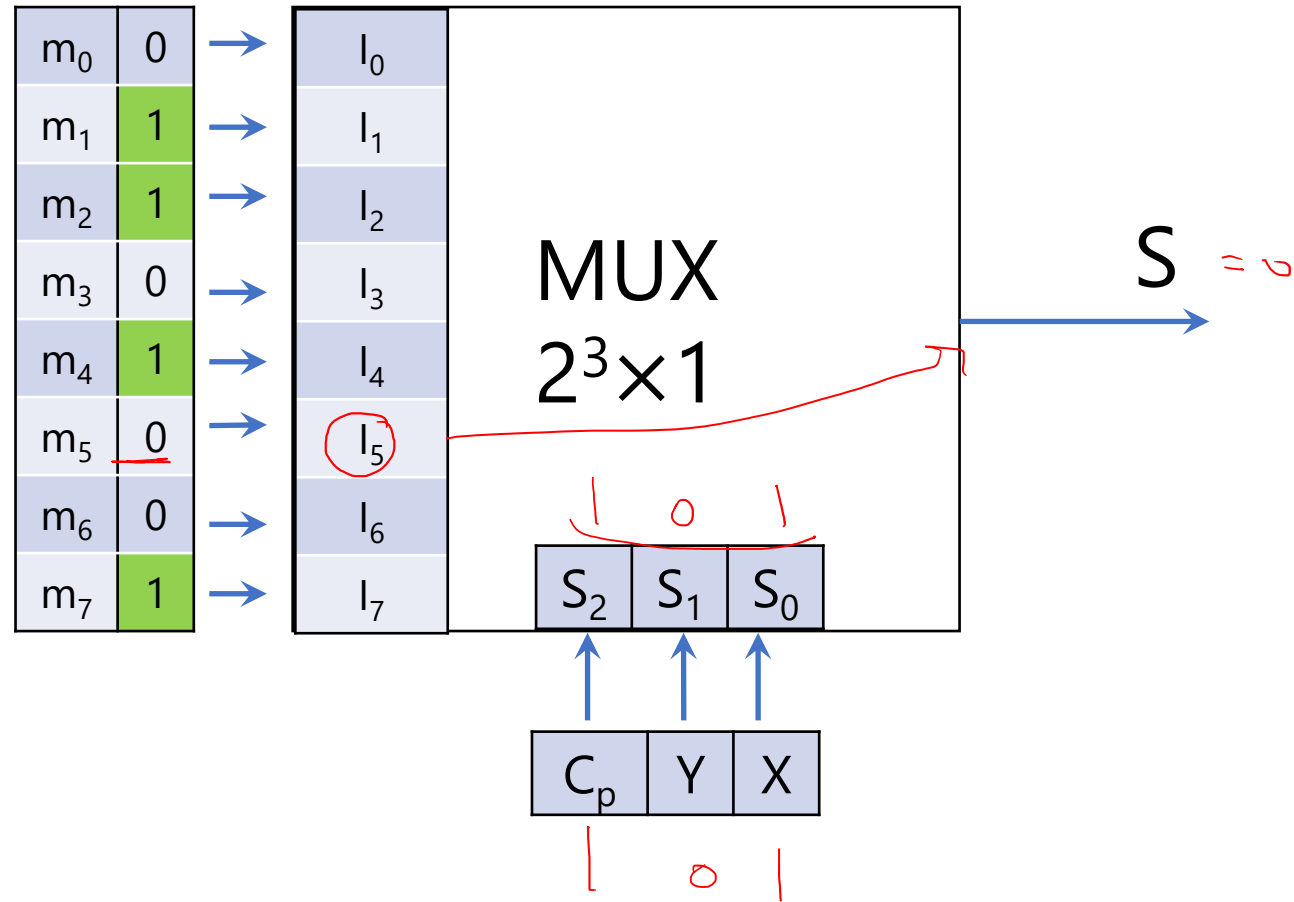 m₀ 0 I₀
m₁ 1 I₁
m₂ 1 I₂
m₃ 0 I₃
m₄ 1 I₄
m₅ 0 I₅
m₆ 0 I₆
m₇ 1 I₇
MUX
2³×1
S = 0
1 0 1
S₂ S₁ S₀
Cₚ Y X
1 0 1